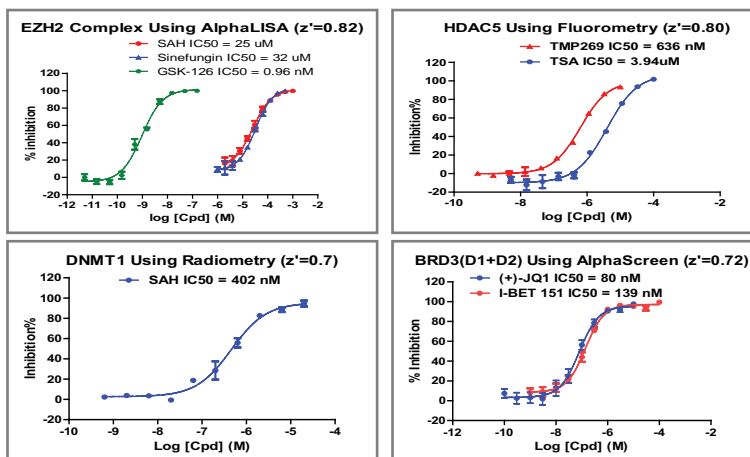 EZH2 Complex Using AlphaLISA (z'=0.82)
SAH IC50 = 25 uM
Sinefungin IC50 = 32 uM
GSK-126 IC50 = 0.96 nM
% inhibition
120
100
80
60
40
20
0
-20
-12 -11 -10 -9 -8 -7 -6 -5 -4 -3 -2
log [Cpd] (M)
HDAC5 Using Fluorometry (z'= 0.80)
TMP269 IC50 = 636 nM
TSA IC50 = 3.94uM
Inhibition%
120
100
80
60
40
20
0
-20
-10 -8 -6 -4 -2
log [Cpd] (M)
DNMT1 Using Radiometry (z'=0.7)
SAH IC50 = 402 nM
Inhibition%
120
100
80
60
40
20
0
-20
-10 -9 -8 -7 -6 -5 -4
Log [Cpd] (M)
BRD3(D1+D2) Using AlphaScreen (z'=0.72)
(+)-JQ1 IC50 = 80 nM
I-BET 151 IC50 = 139 nM
% Inhibition
120
100
80
60
40
20
0
-20
-12 -10 -8 -6 -4 -2
Log [Cpd] (M)